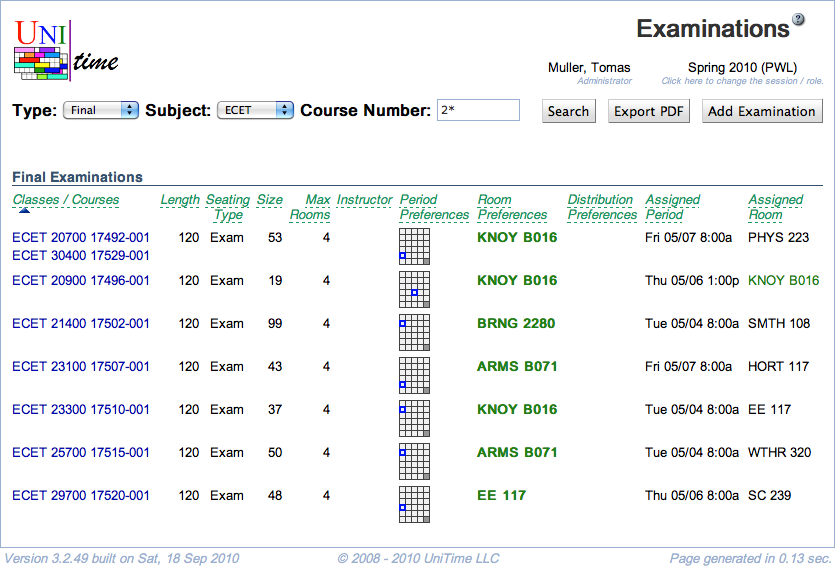 UNI time
Examinations ?
Muller, Tomas Spring 2010 (PWL)
Administrator Click here to change the session / role.
Type: Final Subject: ECET Course Number: 2* Search Export PDF Add Examination
Final Examinations
Classes / Courses Length Seating Type Size Max Rooms Instructor Period Preferences Room Preferences Distribution Preferences Assigned Period Assigned Room
ECET 20700 17492-001 120 Exam 53 4 KNOY B016 Fri 05/07 8:00a PHYS 223
ECET 30400 17529-001
ECET 20900 17496-001 120 Exam 19 4 KNOY B016 Thu 05/06 1:00p KNOY B016
ECET 21400 17502-001 120 Exam 99 4 BRNG 2280 Tue 05/04 8:00a SMTH 108
ECET 23100 17507-001 120 Exam 43 4 ARMS B071 Fri 05/07 8:00a HORT 117
ECET 23300 17510-001 120 Exam 37 4 KNOY B016 Tue 05/04 8:00a EE 117
ECET 25700 17515-001 120 Exam 50 4 ARMS B071 Tue 05/04 8:00a WTHR 320
ECET 29700 17520-001 120 Exam 48 4 EE 117 Thu 05/06 8:00a SC 239
Version 3.2.49 built on Sat, 18 Sep 2010 © 2008 - 2010 UniTime LLC Page generated in 0.13 sec.